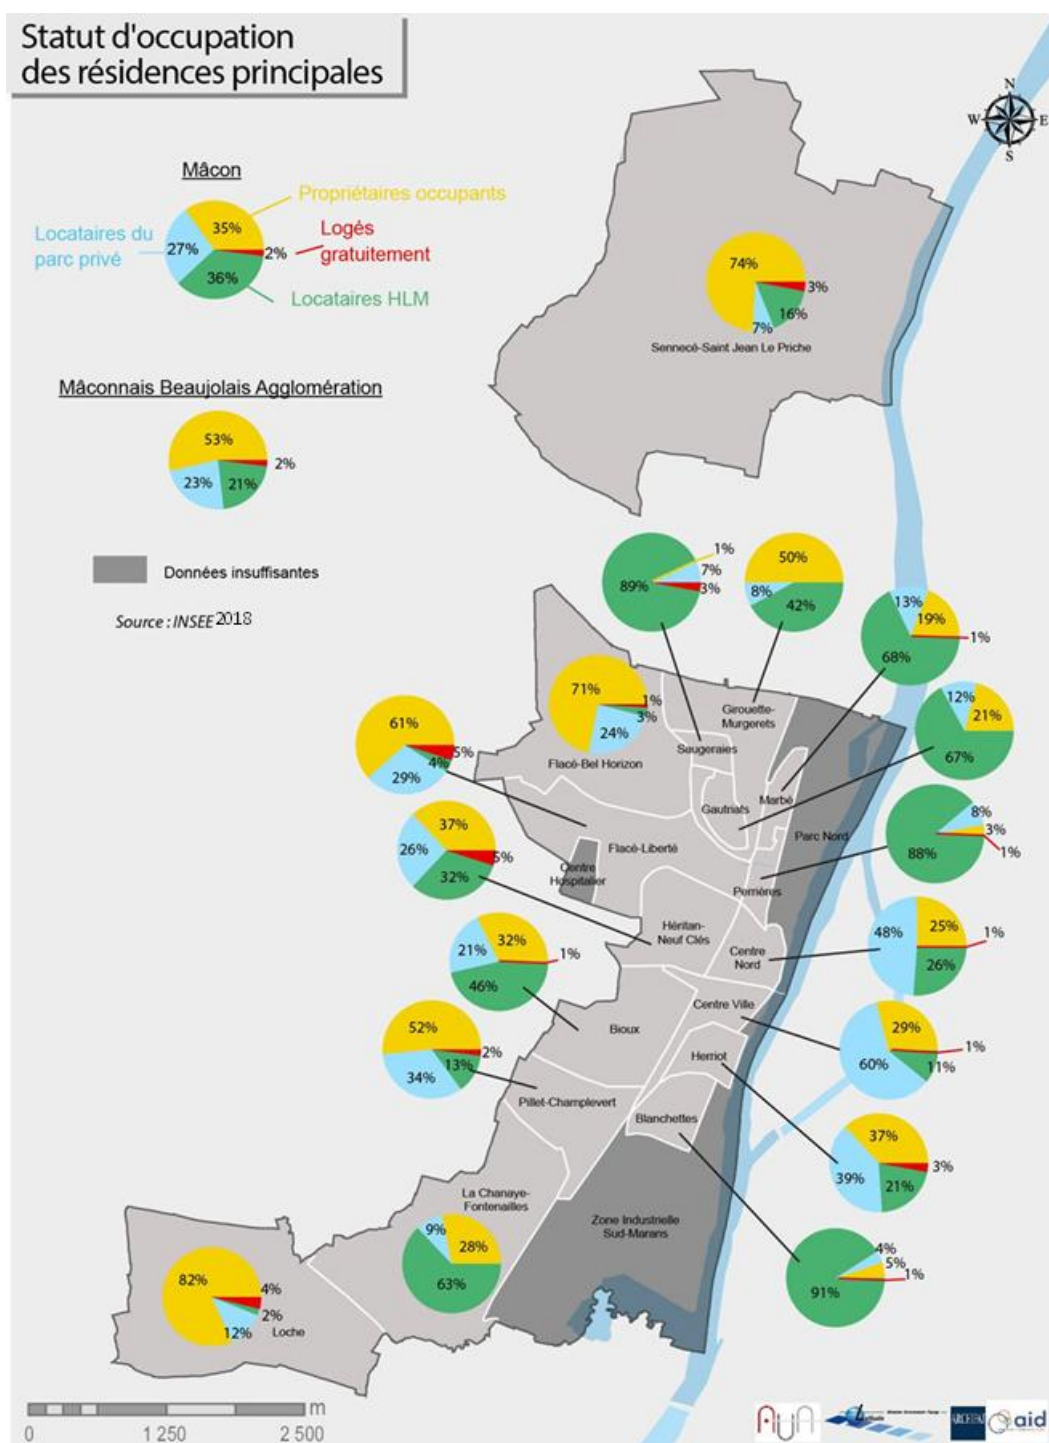 Statut d'occupation
des résidences principales
N
W
E
S
Mâcon
Propriétaires occupants
Locataires du
parc privé
Logés
gratuitement
Locataires HLM
35%
27%
2%
36%
Mâconnais Beaujolais Agglomération
53%
2%
23%
21%
Données insuffisantes
Source : INSEE 2018
74%
3%
16%
7%
Sennecé-Saint Jean Le Priche
1%
7%
89%
3%
50%
8%
42%
13%
19%
1%
68%
71%
1%
3%
24%
Flacé-Bel Horizon
Girouette-
Murgerets
Saugeraies
12%
21%
67%
61%
5%
4%
29%
Gautriats
Marbé
Parc Nord
8%
3%
1%
88%
37%
26%
5%
32%
Flacé-Liberté
Centre
Hospitalier
Perrières
Héritan-
Neuf Clés
Centre
Nord
48%
25%
1%
26%
32%
21%
1%
46%
Centre Ville
Bioux
29%
1%
60%
11%
52%
2%
13%
34%
Herriot
Pillet-Champlevert
Blanchettes
37%
3%
39%
21%
La Chanaye-
Fontenailles
9%
28%
63%
Zone Industrielle
Sud-Marans
4%
5%
1%
91%
82%
4%
2%
12%
Loche
m
0
1 250
2 500
AUA
Latitude
ARCHIPAT
aid